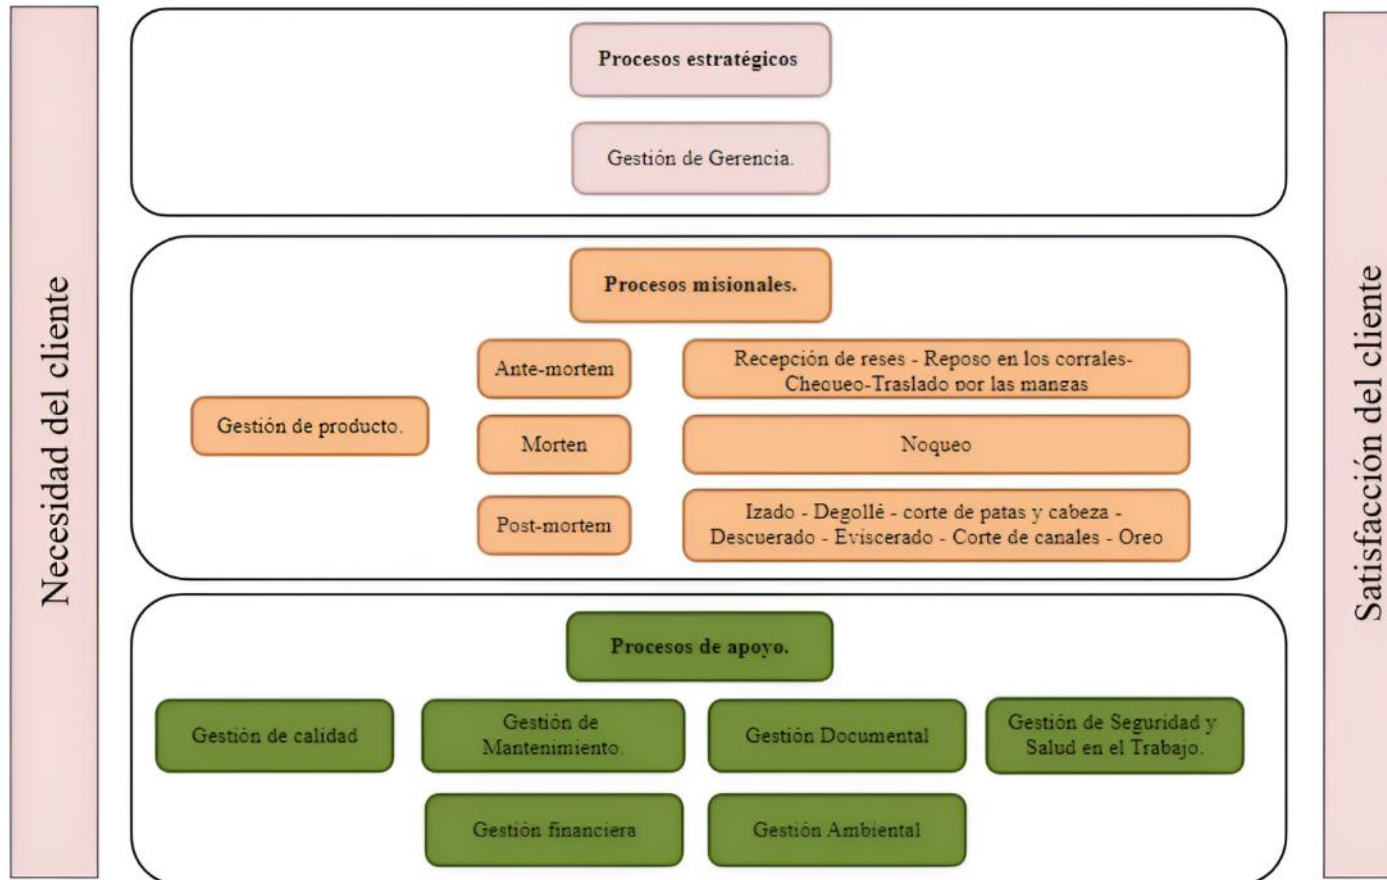 Necesidad del cliente
Procesos estratégicos
Gestión de Gerencia.
Procesos misionales.
Gestión de producto.
Ante-mortem
Recepción de reses - Reposo en los corrales-
Chequeo-Traslado por las mangas
Morten
Noqueo
Post-mortem
Izado - Degollé - corte de patas y cabeza -
Descuerado - Eviscerado - Corte de canales - Oreo
Procesos de apoyo.
Gestión de calidad
Gestión de
Mantenimiento.
Gestión Documental
Gestión de Seguridad y
Salud en el Trabajo.
Gestión financiera
Gestión Ambiental
Satisfacción del cliente